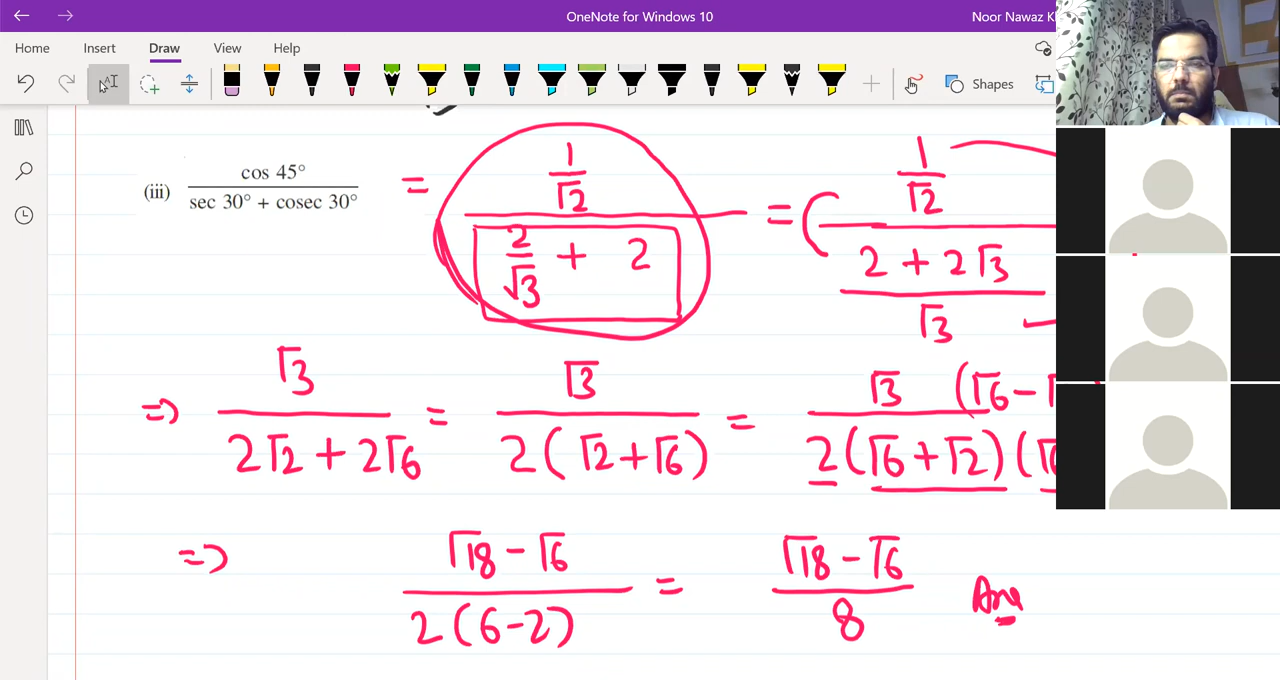 OneNote for Windows 10
Noor Nawaz K
Home Insert Draw View Help
Shapes
(iii) cos 45° / sec 30° + cosec 30° = (1/√2) / (2/√3 + 2) = ( (1/√2) / ((2 + 2√3)/√3)
=> √3 / 2√2 + 2√6 = √3 / 2(√2 + √6) = √3 (√6 - √ / 2(√6 + √2)(√6
=> √18 - √6 / 2(6-2) = √18 - √6 / 8 Ans